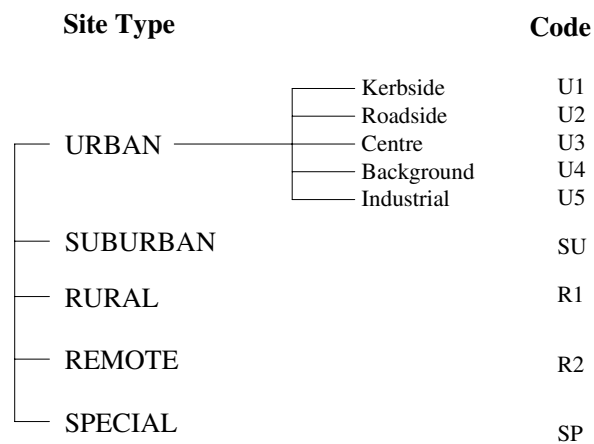 Site Type Code
Kerbside U1
Roadside U2
URBAN Centre U3
Background U4
Industrial U5
SUBURBAN SU
RURAL R1
REMOTE R2
SPECIAL SP